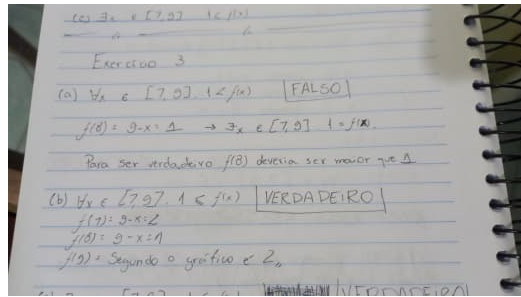 (c) ∃x ∈ [7,9] 1 < f(x)
Exercício 3
(a) ∀x ∈ [7,9]. 1 < f(x) FALSO
f(8) = 9-x = 1 → ∃x ∈ [7,9] 1 = f(x).
Para ser verdadeiro f(8) deveria ser maior que 1
(b) ∀x ∈ [7,9]. 1 ≤ f(x) VERDADEIRO
f(7) = 9-x = 2
f(8) = 9-x = 1
f(9) = Segundo o gráfico é 2,,
VERDADEIRO